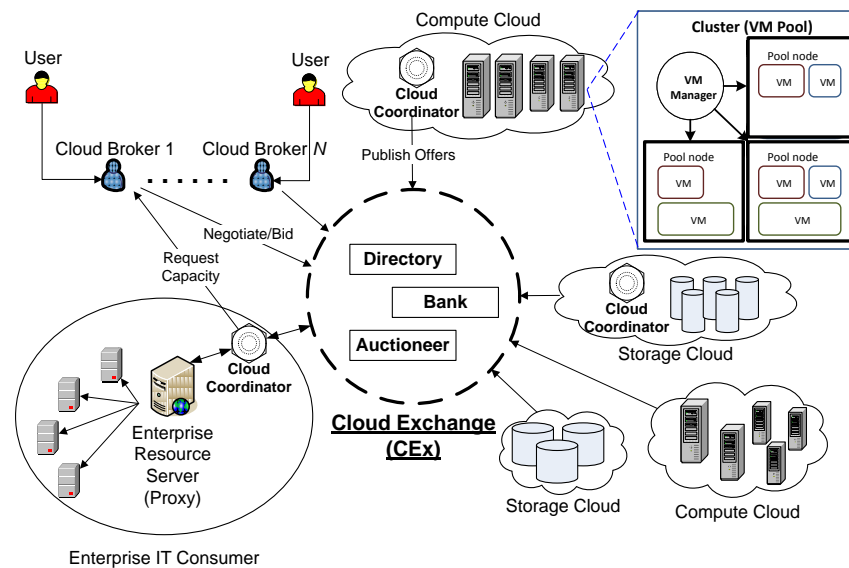 Compute Cloud
Cluster (VM Pool)
User
User
Pool node
VM
VM
VM
Manager
Cloud
Coordinator
Cloud Broker 1
Cloud Broker N
Publish Offers
Pool node
VM
VM
Pool node
VM
VM
VM
Negotiate/Bid
Request
Capacity
Directory
Bank
Auctioneer
Cloud
Coordinator
Storage Cloud
Cloud
Coordinator
Cloud Exchange
(CEx)
Enterprise
Resource
Server
(Proxy)
Storage Cloud
Compute Cloud
Enterprise IT Consumer